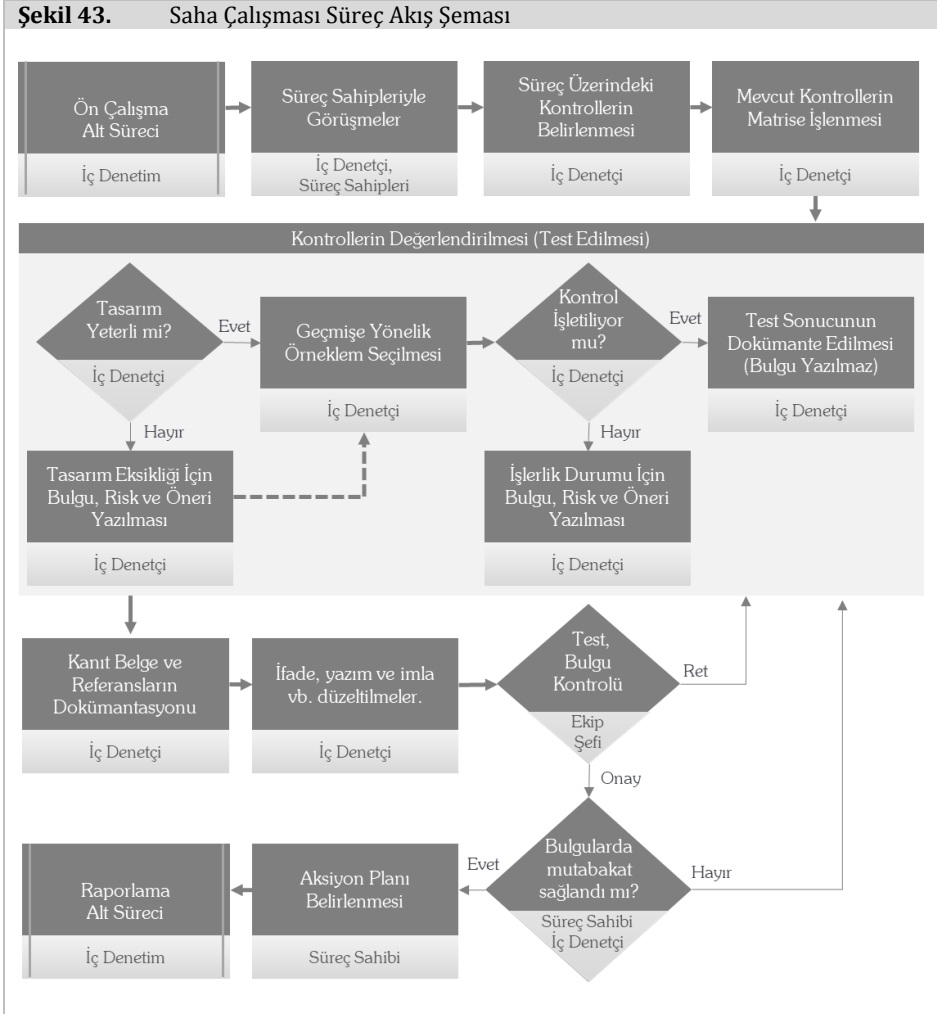 Şekil 43. Saha Çalışması Süreç Akış Şeması
Ön Çalışma
Alt Süreci
İç Denetim
Süreç Sahipleriyle
Görüşmeler
İç Denetçi,
Süreç Sahipleri
Süreç Üzerindeki
Kontrollerin
Belirlenmesi
İç Denetçi
Mevcut Kontrollerin
Matrise İşlenmesi
İç Denetçi
Kontrollerin Değerlendirilmesi (Test Edilmesi)
Tasarım
Yeterli mi?
İç Denetçi
Evet
Hayır
Geçmişe Yönelik
Örneklem Seçilmesi
İç Denetçi
Kontrol
İşletiliyor
mu?
İç Denetçi
Evet
Hayır
Test Sonucunun
Dokümante Edilmesi
(Bulgu Yazılmaz)
İç Denetçi
Tasarım Eksikliği İçin
Bulgu, Risk ve Öneri
Yazılması
İç Denetçi
İşlerlik Durumu İçin
Bulgu, Risk ve Öneri
Yazılması
İç Denetçi
Kanıt Belge ve
Referansların
Dokümantasyonu
İç Denetçi
İfade, yazım ve imla
vb. düzeltilmeler.
İç Denetçi
Test,
Bulgu
Kontrolü
Ekip
Şefi
Ret
Onay
Bulgularda
mutabakat
sağlandı mı?
Süreç Sahibi
İç Denetçi
Evet
Hayır
Aksiyon Planı
Belirlenmesi
Süreç Sahibi
Raporlama
Alt Süreci
İç Denetim